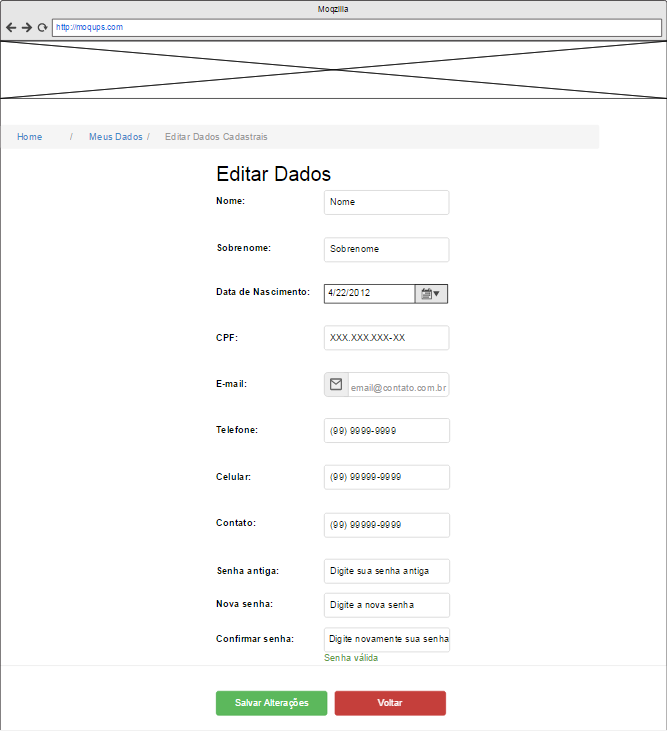 Moqzilla
http://moqups.com
Home / Meus Dados / Editar Dados Cadastrais
Editar Dados
Nome: Nome
Sobrenome: Sobrenome
Data de Nascimento: 4/22/2012
CPF: XXX.XXX.XXX-XX
E-mail: email@contato.com.br
Telefone: (99) 9999-9999
Celular: (99) 99999-9999
Contato: (99) 99999-9999
Senha antiga: Digite sua senha antiga
Nova senha: Digite a nova senha
Confirmar senha: Digite novamente sua senha
Senha válida
Salvar Alterações Voltar